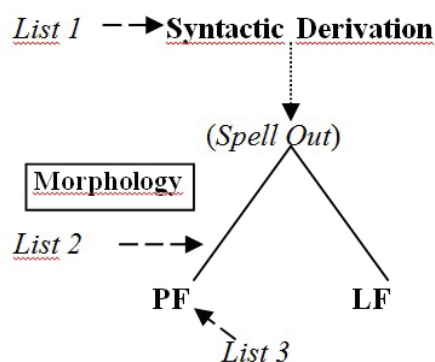 List 1
Syntactic Derivation
(Spell Out)
Morphology
List 2
PF
LF
List 3